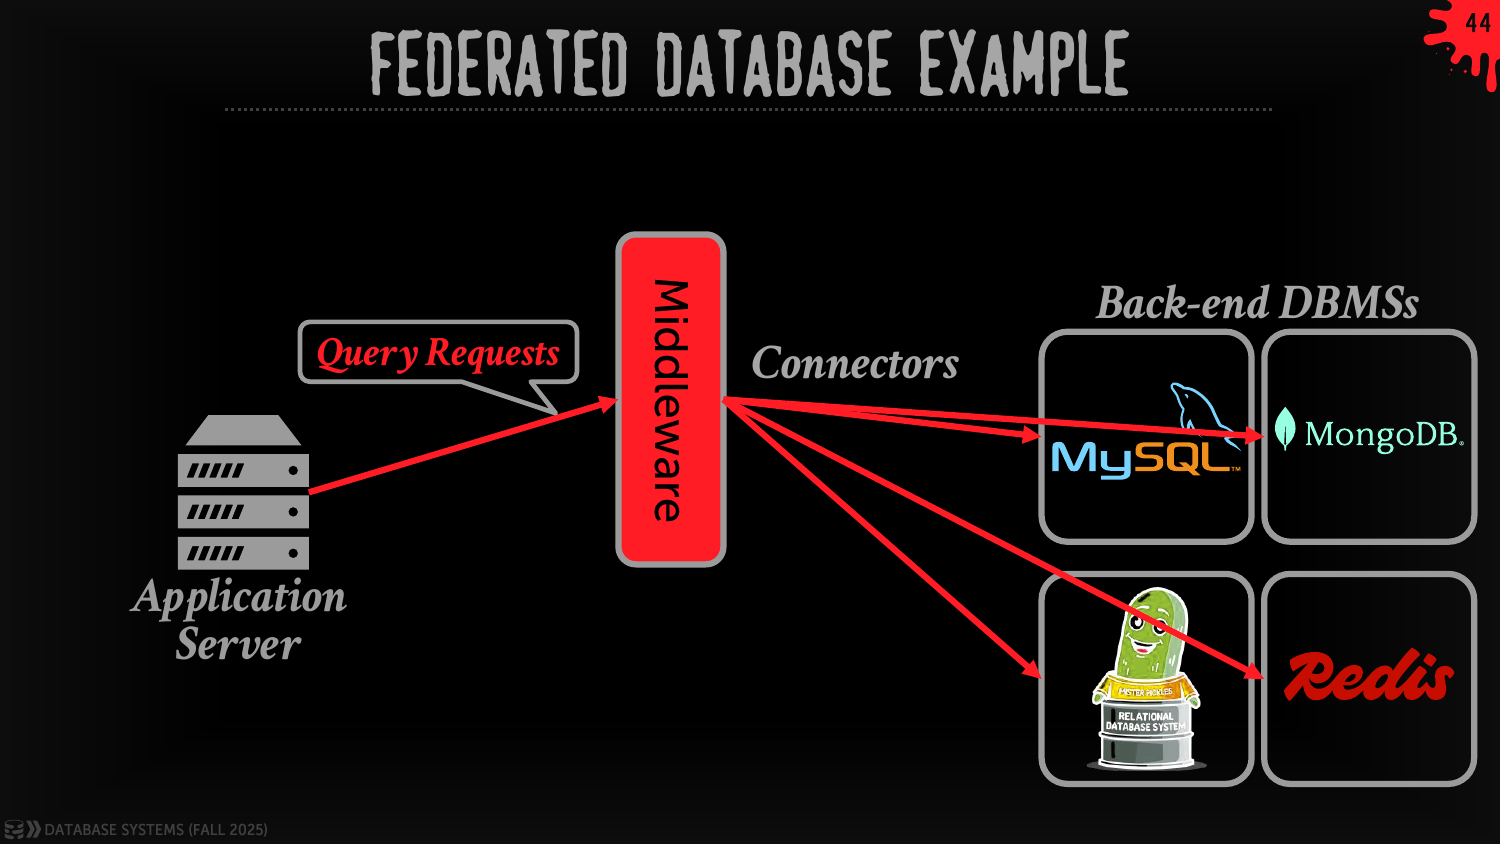 FEDERATED DATABASE EXAMPLE
44
Back-end DBMSs
Query Requests
Middleware
Connectors
MySQL™
MongoDB®
Application
Server
MISTER PICKLES
RELATIONAL
DATABASE SYSTEM
Redis
DATABASE SYSTEMS (FALL 2025)